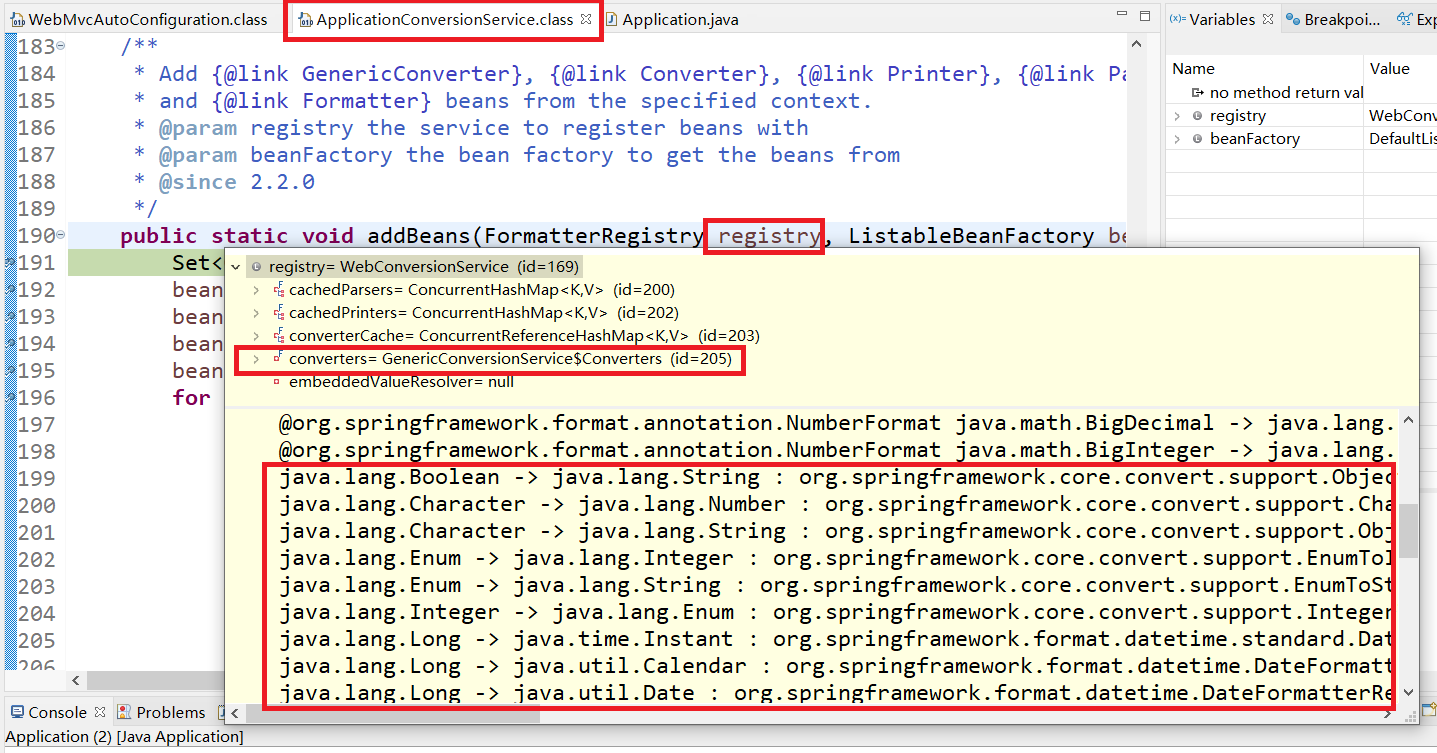 WebMvcAutoConfiguration.class ApplicationConversionService.class Application.java
Variables Breakpoi... Exp
183 /**
Name Value
184 * Add {@link GenericConverter}, {@link Converter}, {@link Printer}, {@link Pa
no method return val
185 * and {@link Formatter} beans from the specified context.
registry WebConv
186 * @param registry the service to register beans with
beanFactory DefaultLis
187 * @param beanFactory the bean factory to get the beans from
188 * @since 2.2.0
189 */
190 public static void addBeans(FormatterRegistry registry, ListableBeanFactory be
191 Set<
registry= WebConversionService (id=169)
192 bean
cachedParsers= ConcurrentHashMap<K,V> (id=200)
193 bean
cachedPrinters= ConcurrentHashMap<K,V> (id=202)
194 bean
converterCache= ConcurrentReferenceHashMap<K,V> (id=203)
195 bean
converters= GenericConversionService$Converters (id=205)
196 for
embeddedValueResolver= null
197
@org.springframework.format.annotation.NumberFormat java.math.BigDecimal -> java.lang.
198
@org.springframework.format.annotation.NumberFormat java.math.BigInteger -> java.lang.
199
java.lang.Boolean -> java.lang.String : org.springframework.core.convert.support.Objec
200
java.lang.Character -> java.lang.Number : org.springframework.core.convert.support.Cha
201
java.lang.Character -> java.lang.String : org.springframework.core.convert.support.Obj
202
java.lang.Enum -> java.lang.Integer : org.springframework.core.convert.support.EnumToI
203
java.lang.Enum -> java.lang.String : org.springframework.core.convert.support.EnumToSt
204
java.lang.Integer -> java.lang.Enum : org.springframework.core.convert.support.Integer
205
java.lang.Long -> java.time.Instant : org.springframework.format.datetime.standard.Dat
206
java.lang.Long -> java.util.Calendar : org.springframework.format.datetime.DateFormatt
java.lang.Long -> java.util.Date : org.springframework.format.datetime.DateFormatterRe
Console Problems
Application (2) [Java Application]